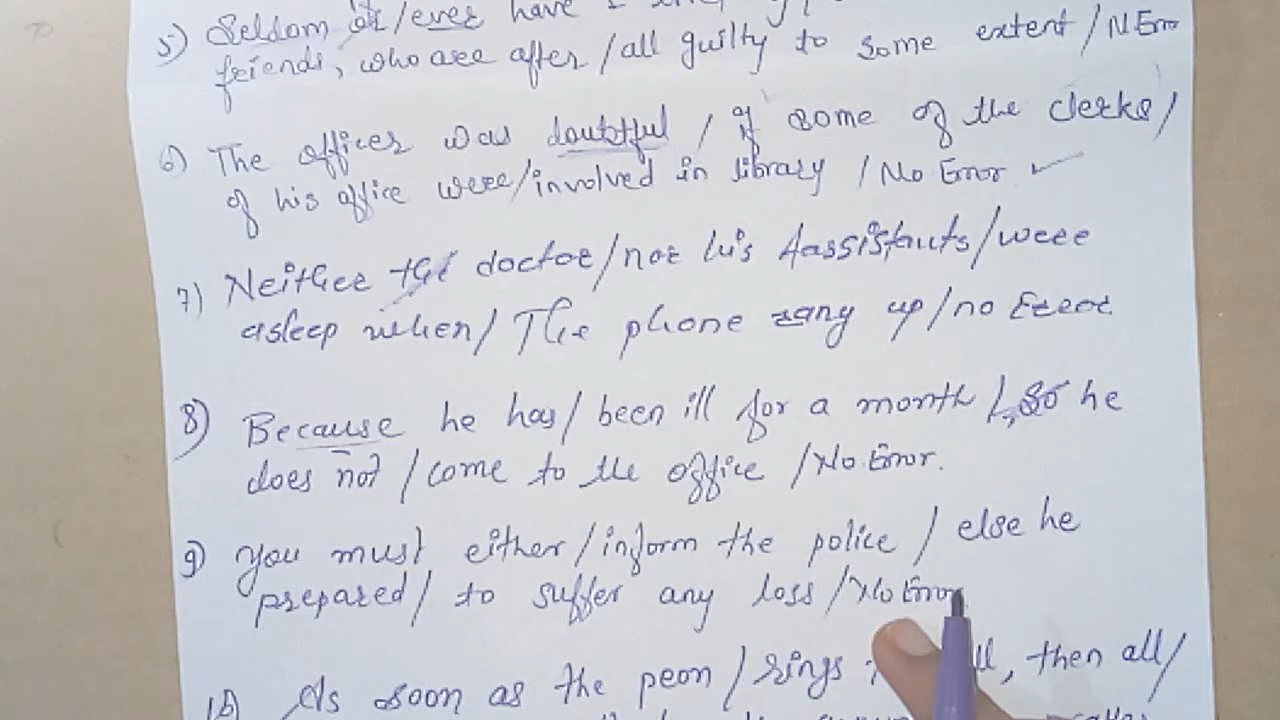 5) Seldom or/ever have I
friends, who are after/all guilty to some extent/N Error
6) The officer was doubtful / if some of the clerks/
of his office were/involved in library / No Error ✓
7) Neither the doctor/nor his Aassistants/were
asleep when/ The phone rang up/no Error
8) Because he has/been ill for a month/, So he
does not/come to the office /No Error.
9) You must either/inform the police/ else he
prepared/ to suffer any loss/No Error
10) As soon as the peon/rings then all/